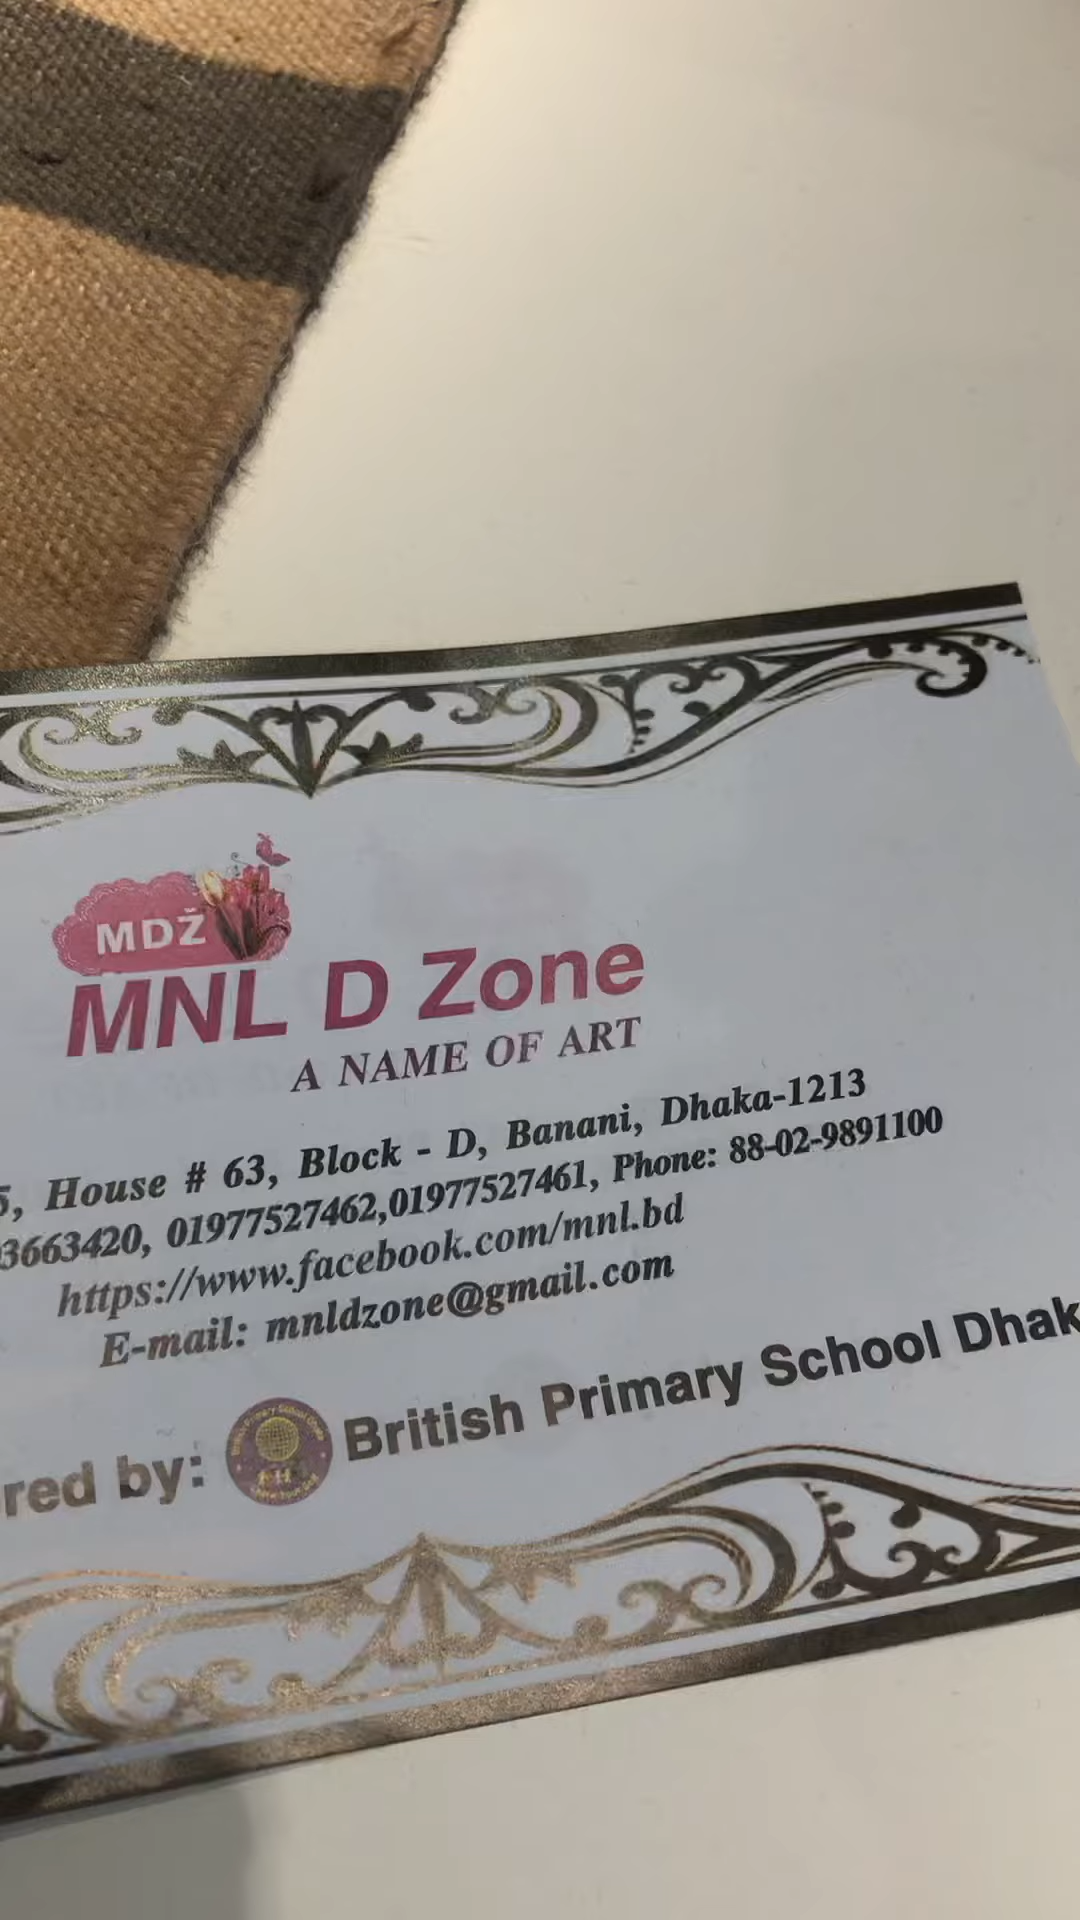 MDŽ
MNL D Zone
A NAME OF ART
5, House # 63, Block - D, Banani, Dhaka-1213
3663420, 01977527462,01977527461, Phone: 88-02-9891100
https://www.facebook.com/mnl.bd
E-mail: mnldzone@gmail.com
red by: British Primary School Dhak